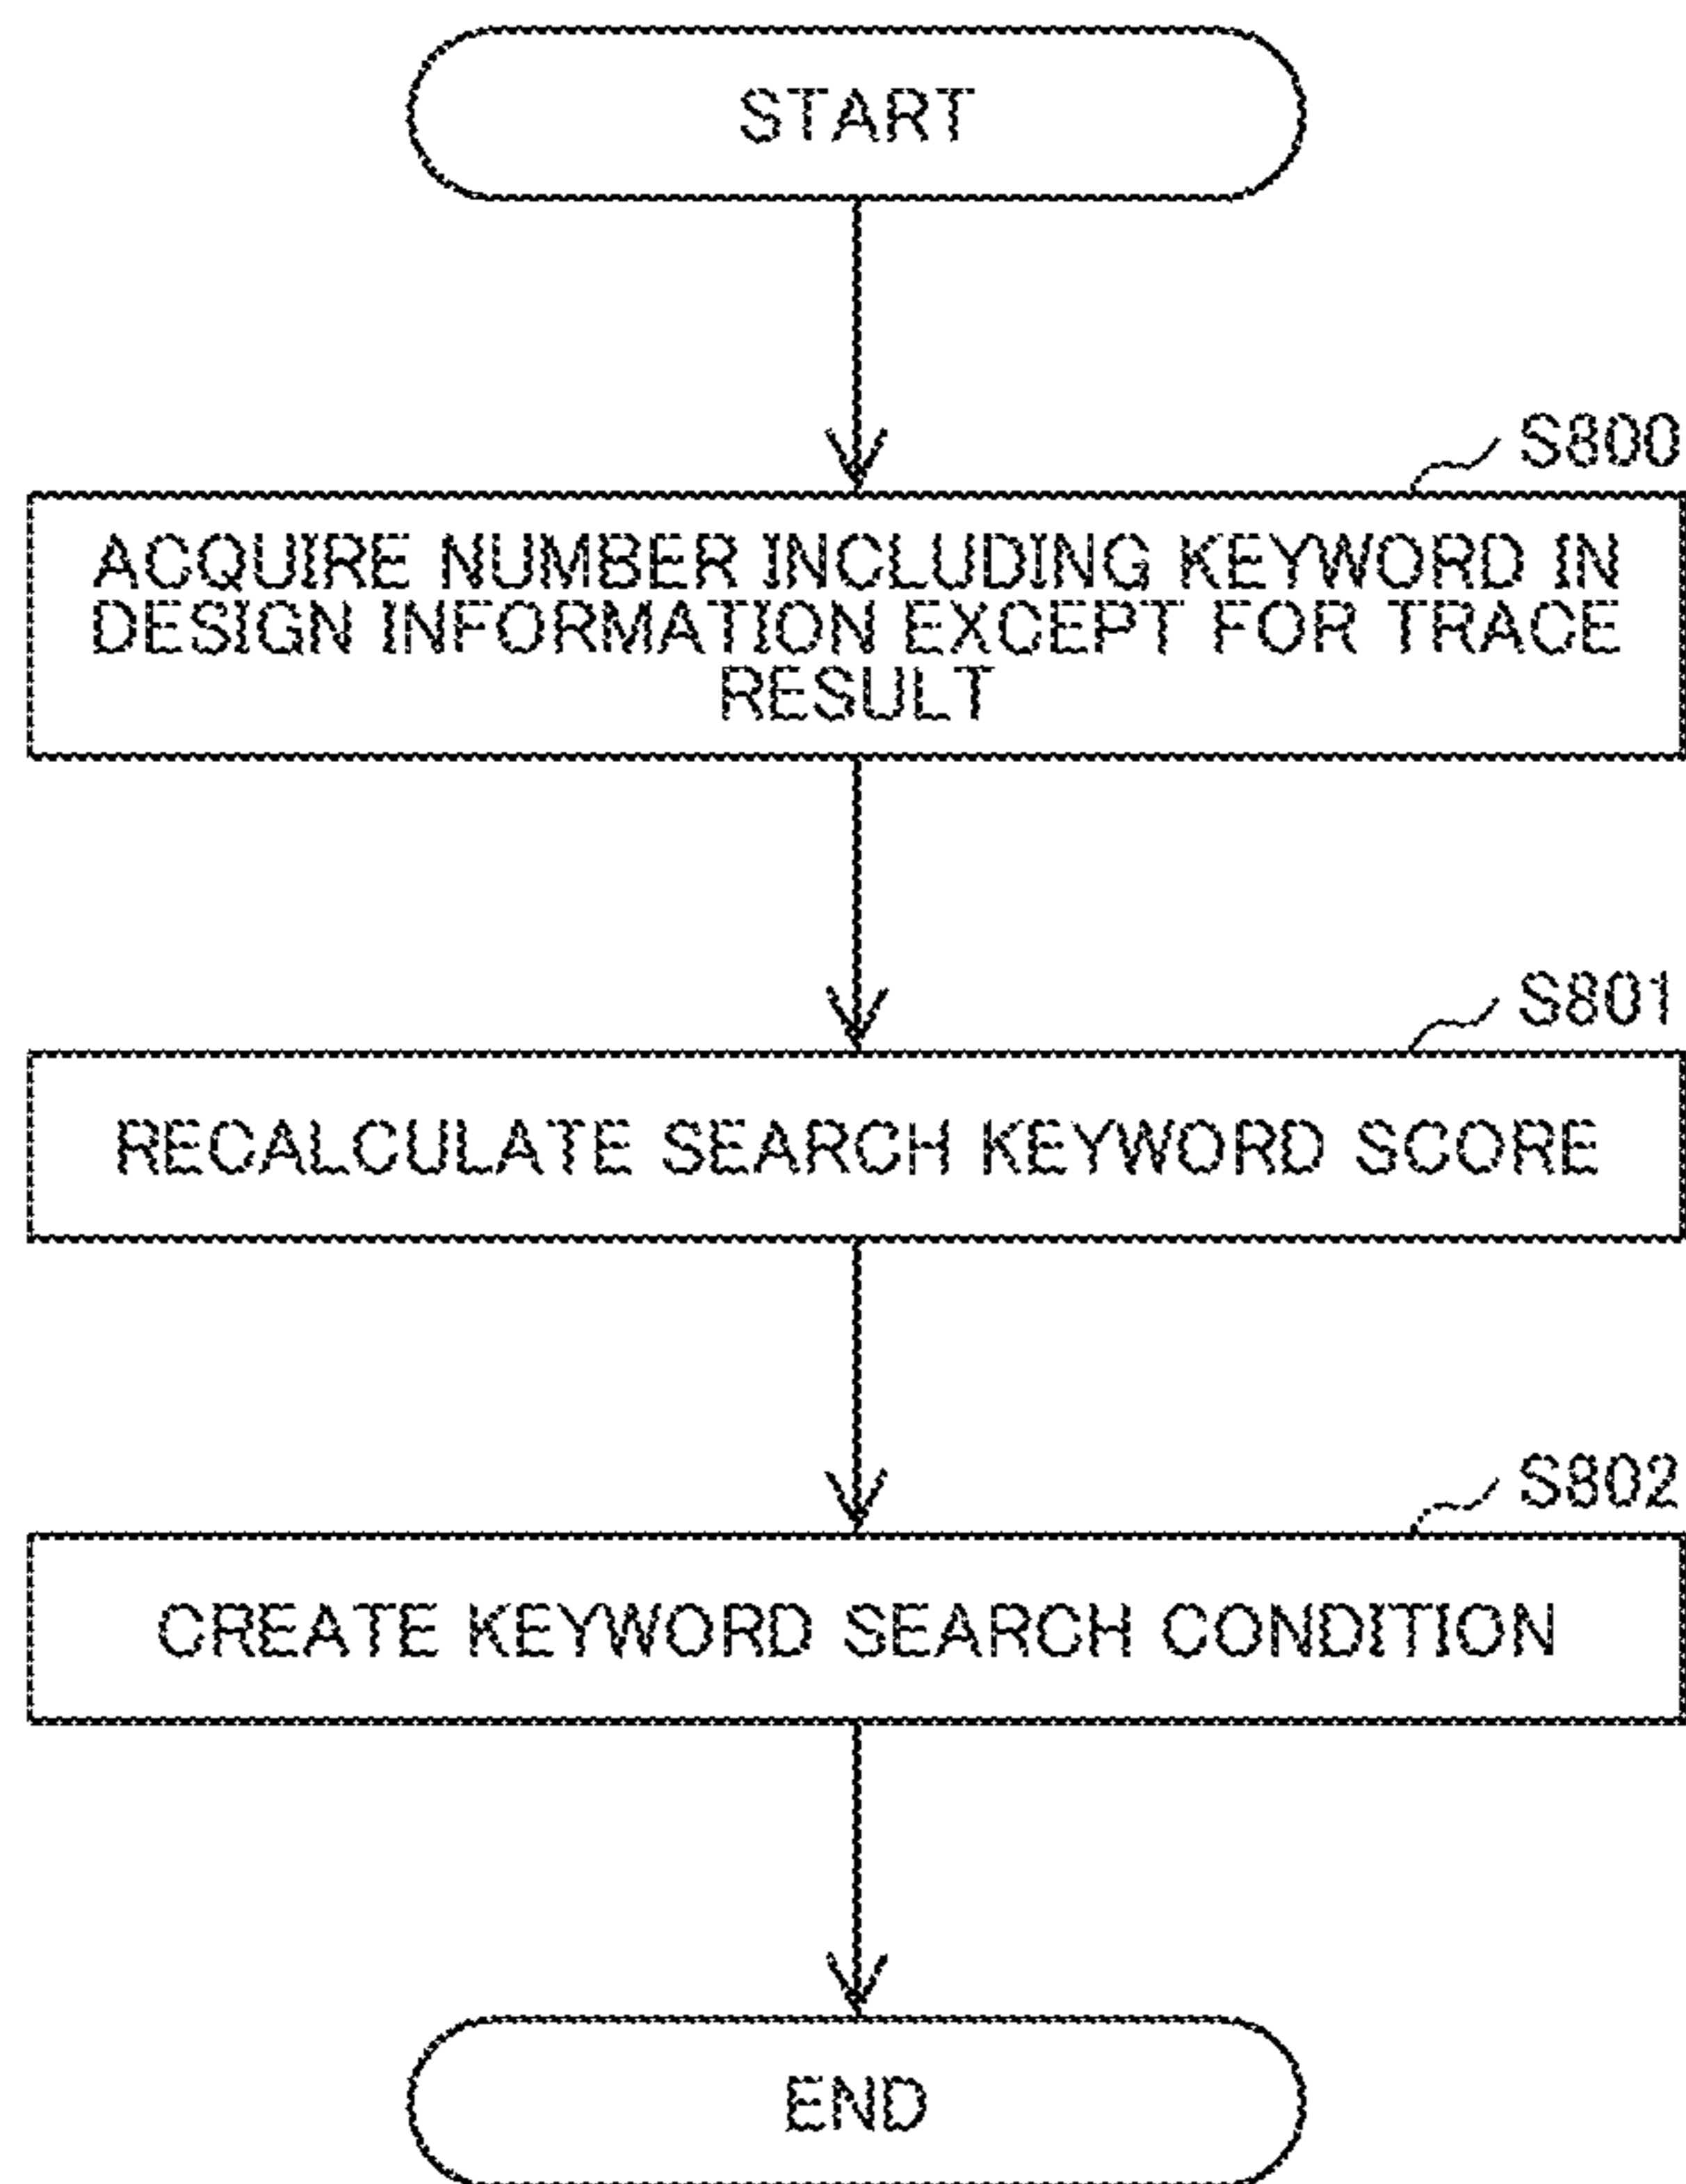 START
S800
ACQUIRE NUMBER INCLUDING KEYWORD IN
DESIGN INFORMATION EXCEPT FOR TRACE
RESULT
S801
RECALCULATE SEARCH KEYWORD SCORE
S802
CREATE KEYWORD SEARCH CONDITION
END